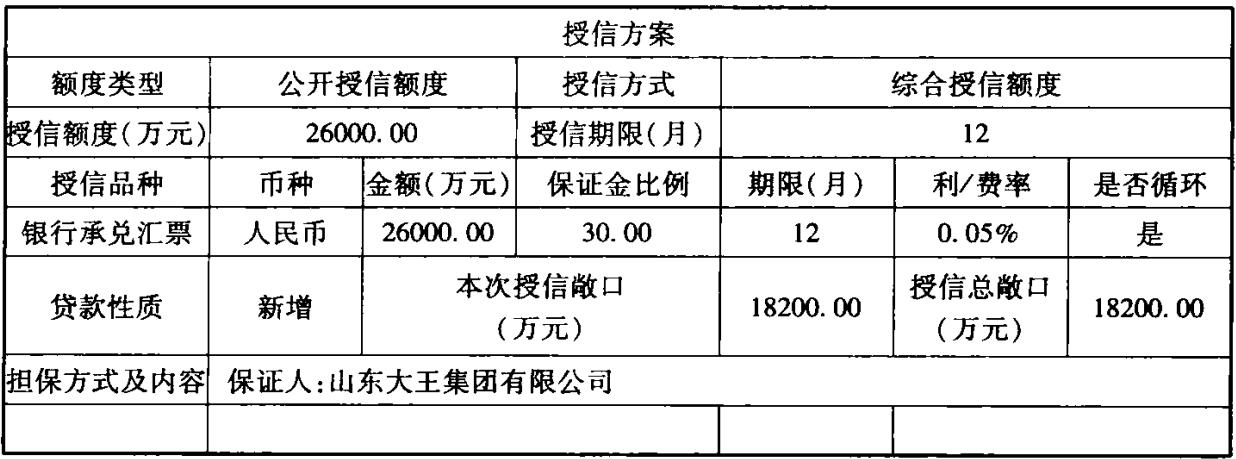 授信方案
额度类型 公开授信额度 授信方式 综合授信额度
授信额度(万元) 26000.00 授信期限(月) 12
授信品种 币种 金额(万元) 保证金比例 期限(月) 利/费率 是否循环
银行承兑汇票 人民币 26000.00 30.00 12 0.05% 是
贷款性质 新增 本次授信敞口 18200.00 授信总敞口 18200.00
(万元) (万元)
担保方式及内容 保证人:山东大王集团有限公司